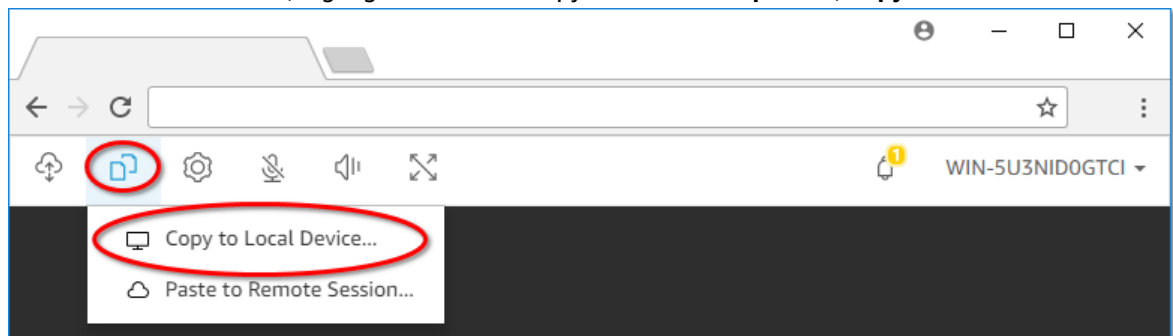 1
WIN-5U3NID0GTCI
Copy to Local Device...
Paste to Remote Session...